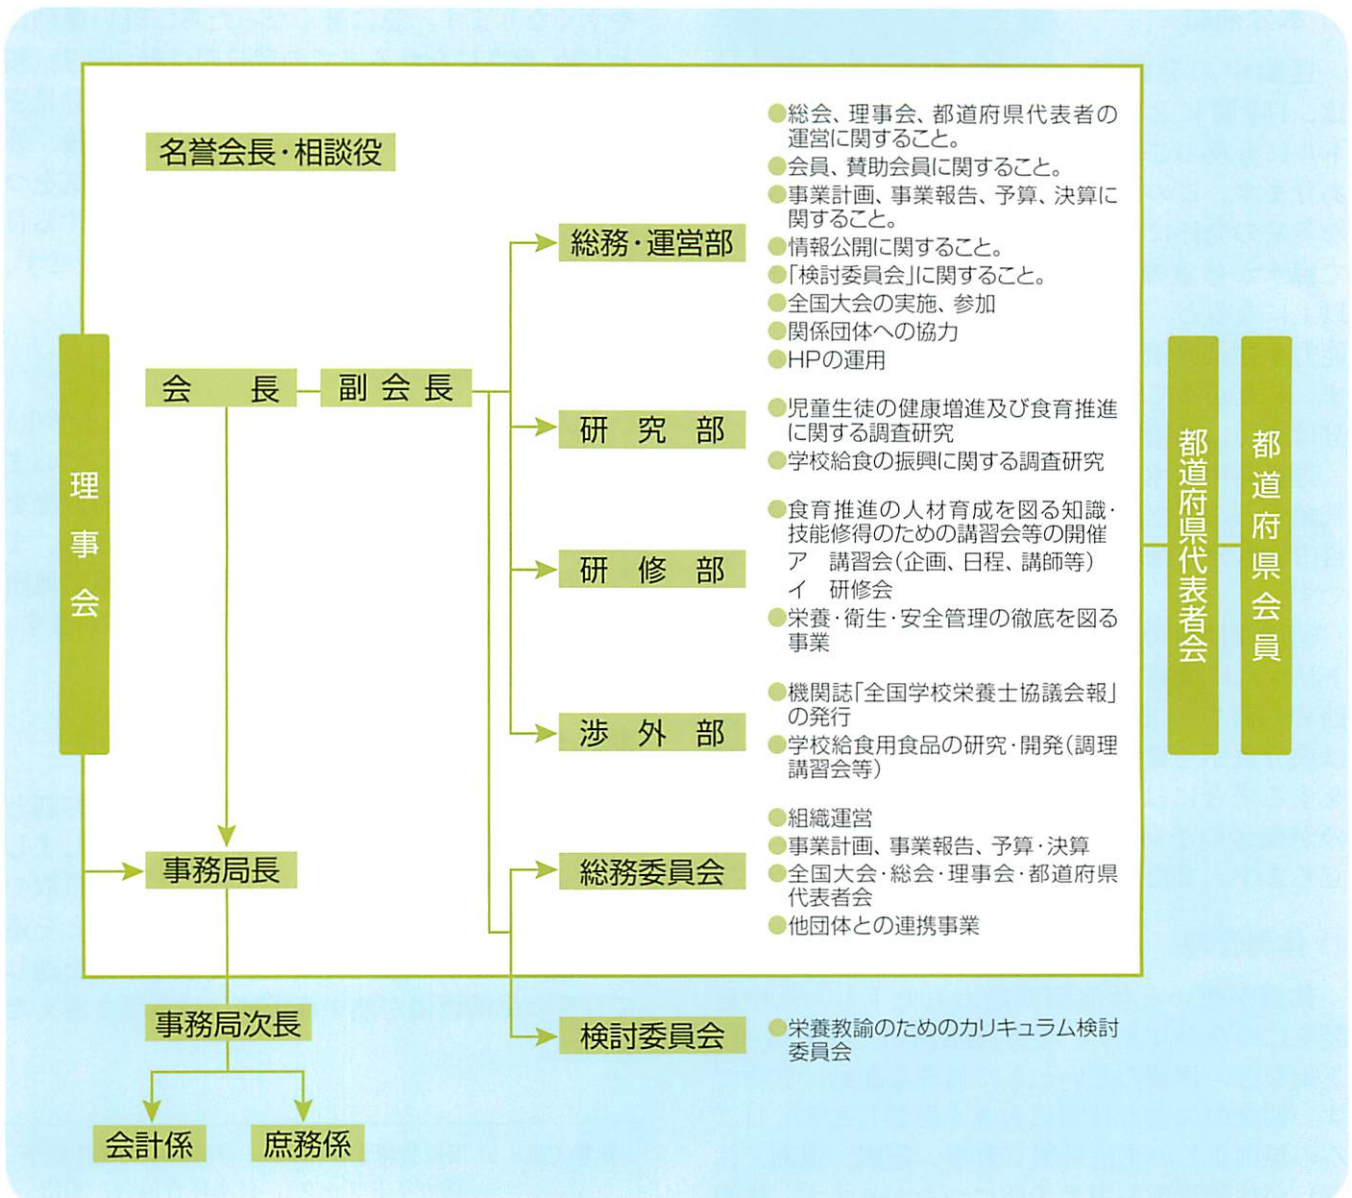 名誉会長・相談役
理事会
会長
副会長
総務・運営部
●総会、理事会、都道府県代表者の
運営に関すること。
●会員、賛助会員に関すること。
●事業計画、事業報告、予算、決算に
関すること。
●情報公開に関すること。
●「検討委員会」に関すること。
●全国大会の実施、参加
●関係団体への協力
●HPの運用
研究部
●児童生徒の健康増進及び食育推進
に関する調査研究
●学校給食の振興に関する調査研究
研修部
●食育推進の人材育成を図る知識・
技能修得のための講習会等の開催
ア　講習会(企画、日程、講師等)
イ　研修会
●栄養・衛生・安全管理の徹底を図る
事業
渉外部
●機関誌「全国学校栄養士協議会報」
の発行
●学校給食用食品の研究・開発(調理
講習会等)
総務委員会
●組織運営
●事業計画、事業報告、予算・決算
●全国大会・総会・理事会・都道府県
代表者会
●他団体との連携事業
検討委員会
●栄養教諭のためのカリキュラム検討
委員会
事務局長
事務局次長
会計係
庶務係
都道府県代表者会
都道府県会員